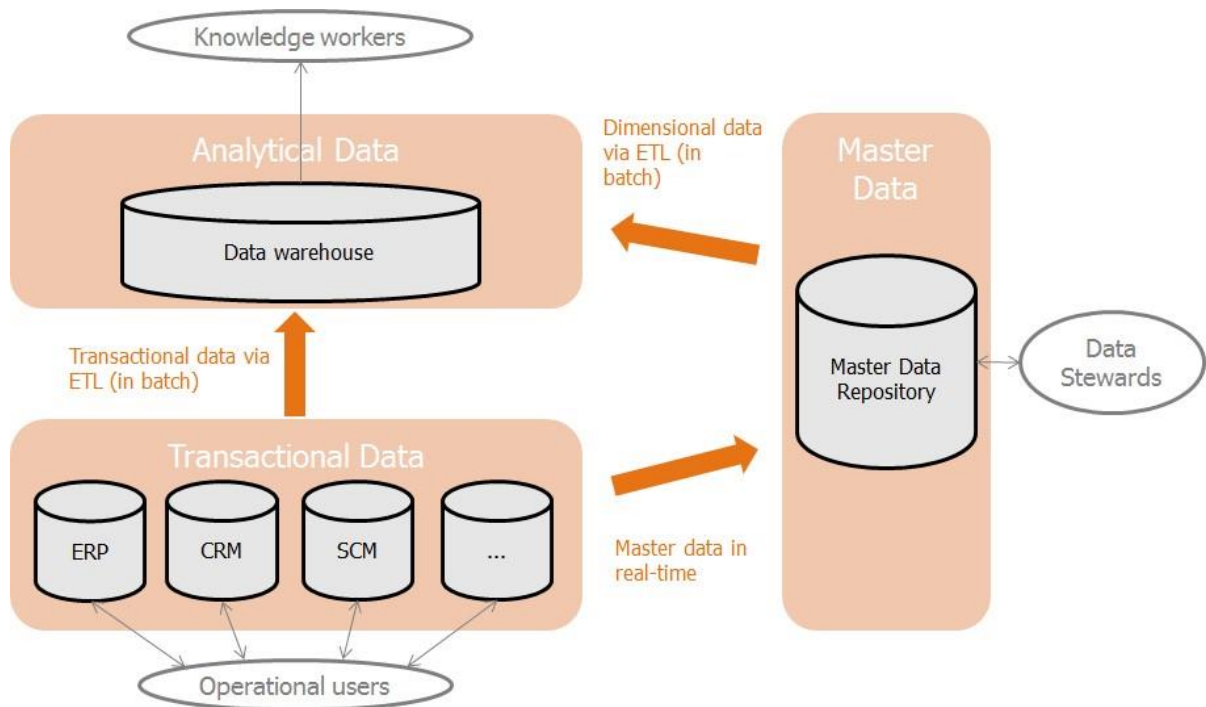 Knowledge workers
Analytical Data
Data warehouse
Dimensional data
via ETL (in
batch)
Master
Data
Master Data
Repository
Data
Stewards
Transactional data via
ETL (in batch)
Transactional Data
ERP
CRM
SCM
...
Master data in
real-time
Operational users